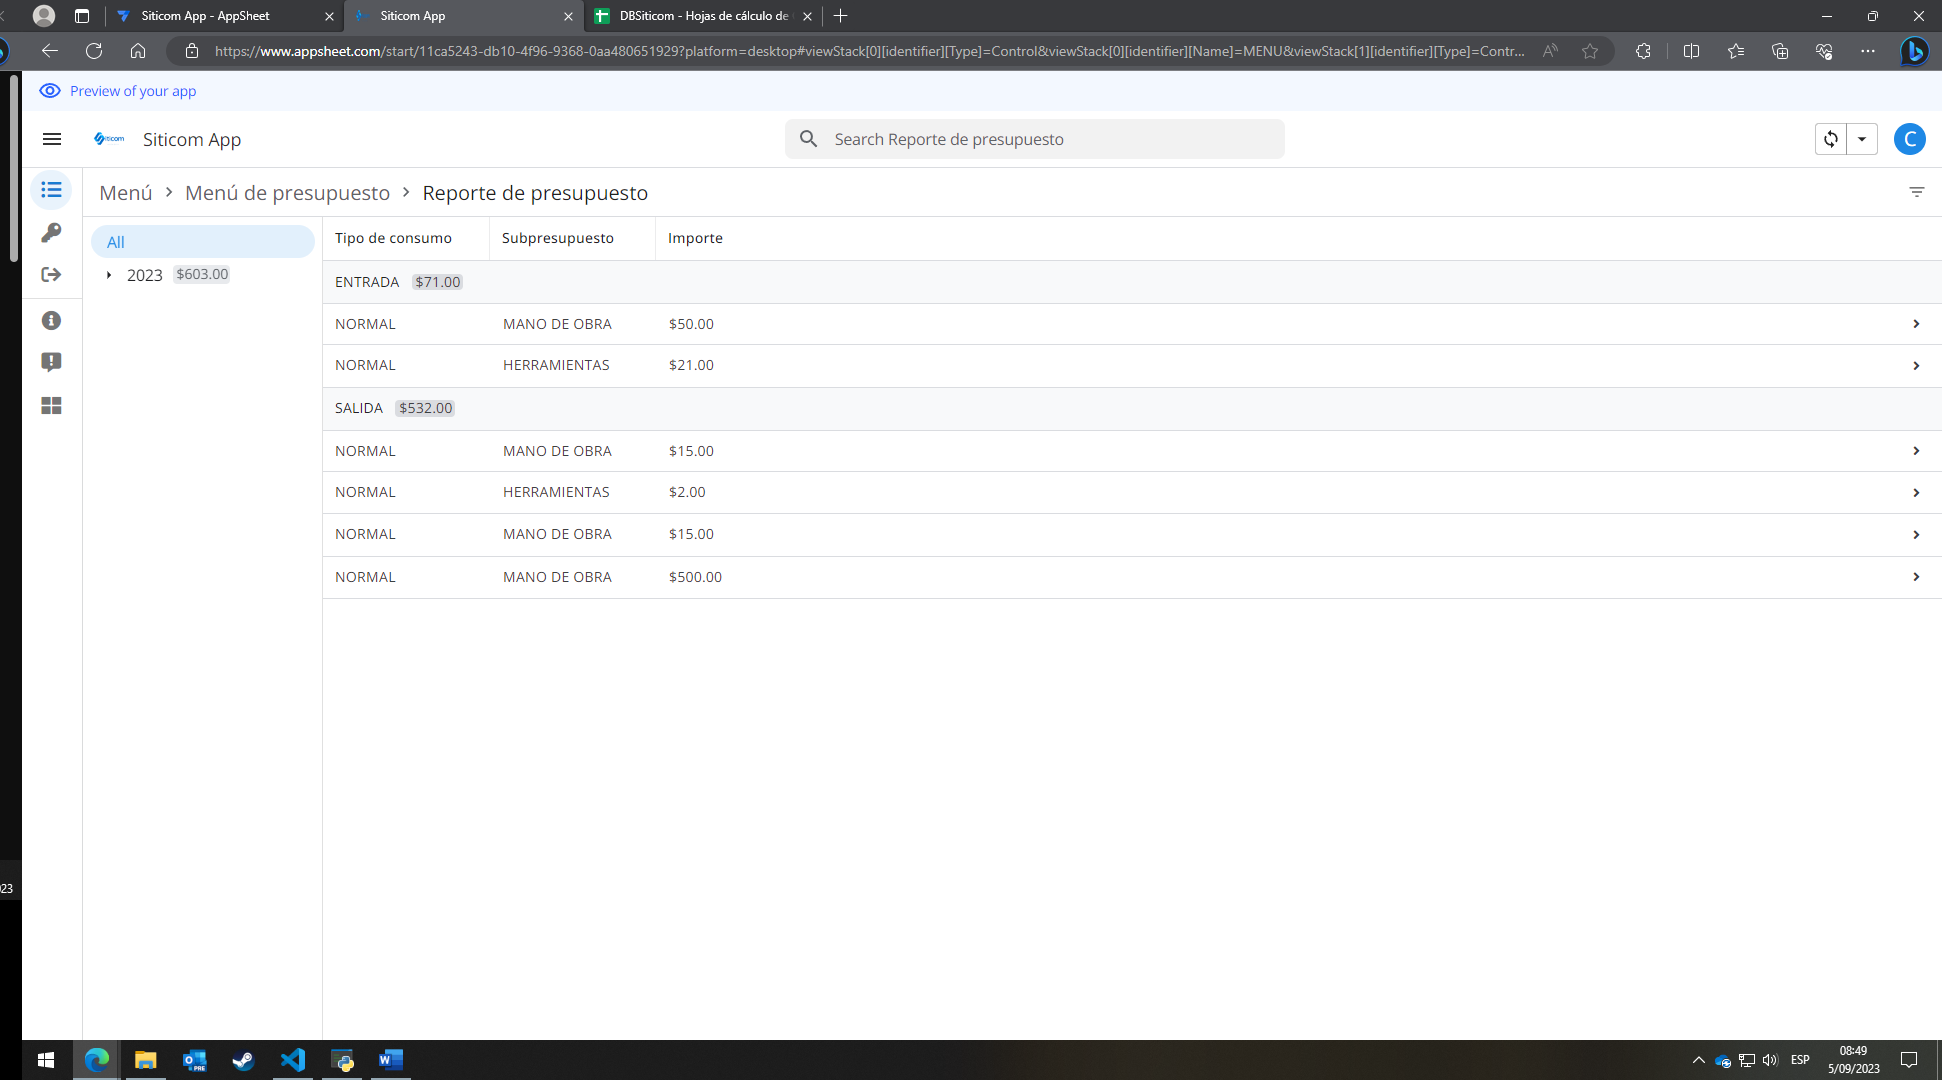 Siticom App - AppSheet
Siticom App
DBSiticom - Hojas de cálculo de
https://www.appsheet.com/start/11ca5243-db10-4f96-9368-0aa480651929?platform=desktop#viewStack[0][identifier][Type]=Control&viewStack[0][identifier][Name]=MENU&viewStack[1][identifier][Type]=Contr...
Preview of your app
Siticom
Siticom App
Search Reporte de presupuesto
C
Menú > Menú de presupuesto > Reporte de presupuesto
All
2023 $603.00
Tipo de consumo Subpresupuesto Importe
ENTRADA $71.00
NORMAL MANO DE OBRA $50.00
NORMAL HERRAMIENTAS $21.00
SALIDA $532.00
NORMAL MANO DE OBRA $15.00
NORMAL HERRAMIENTAS $2.00
NORMAL MANO DE OBRA $15.00
NORMAL MANO DE OBRA $500.00
23
ESP
08:49
5/09/2023